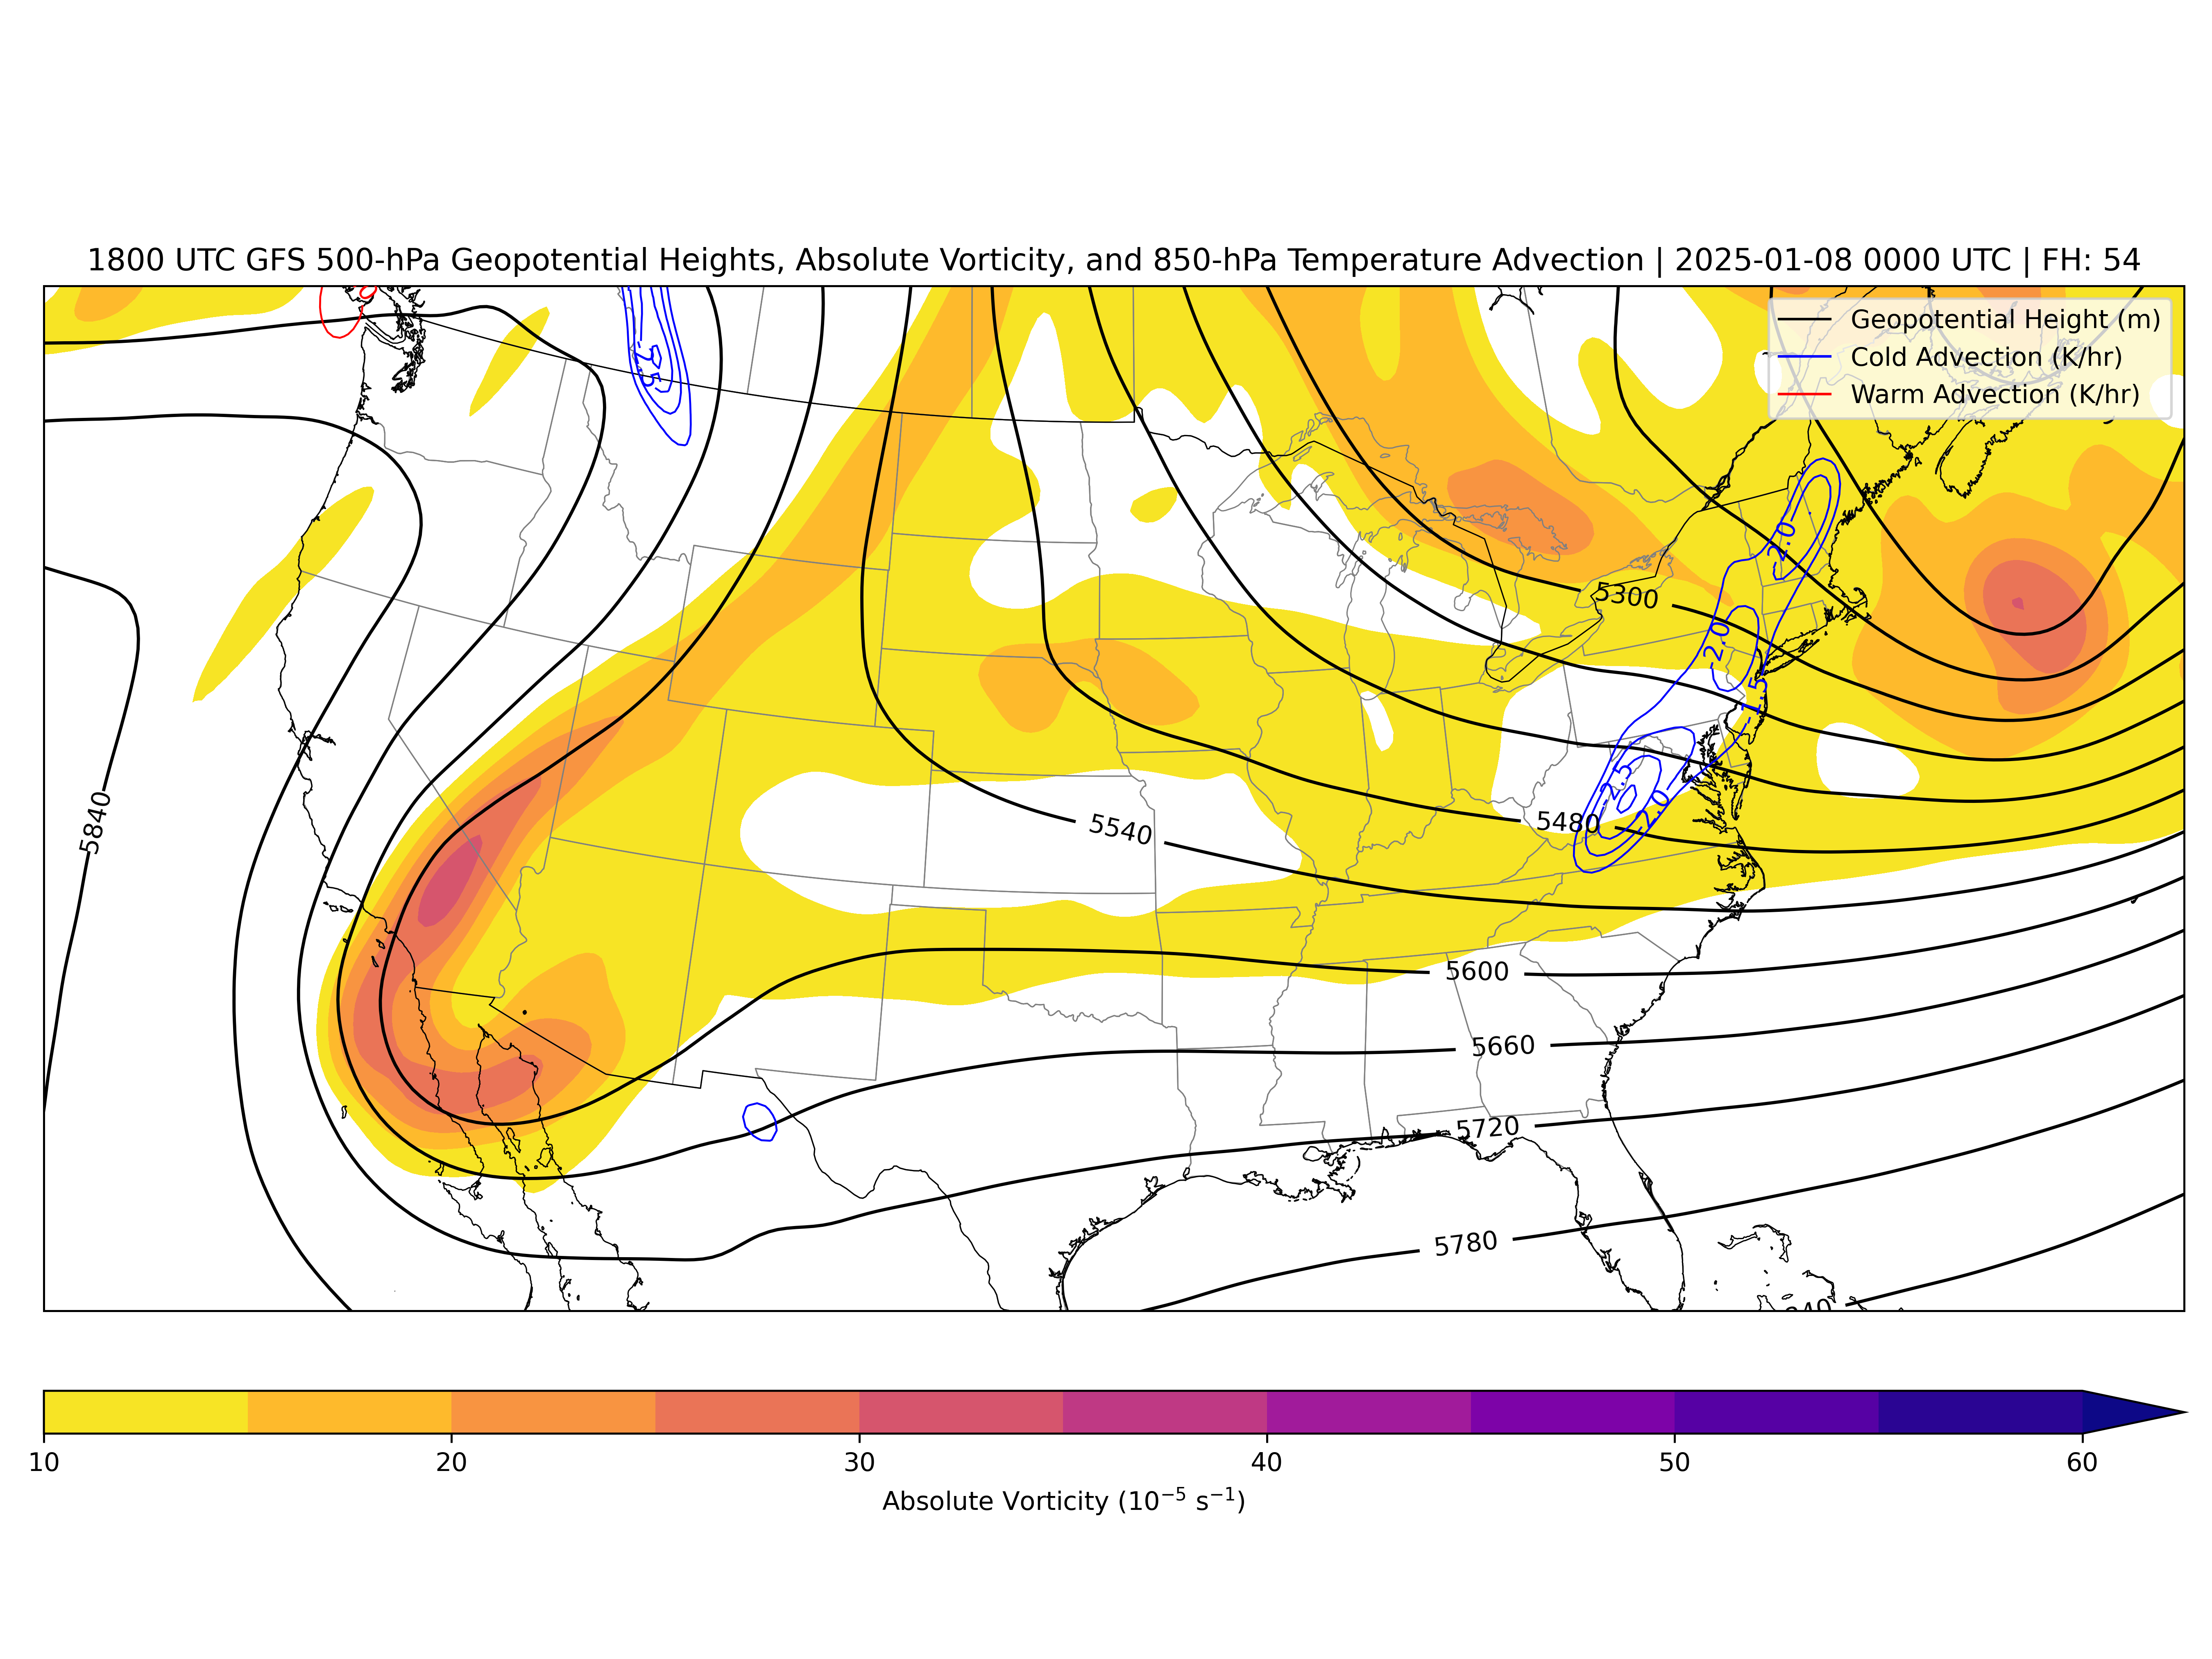 1800 UTC GFS 500-hPa Geopotential Heights, Absolute Vorticity, and 850-hPa Temperature Advection | 2025-01-08 0000 UTC | FH: 54
Geopotential Height (m)
Cold Advection (K/hr)
Warm Advection (K/hr)
-2.0
5300
-2.0
-1.5
5840
-2.5
-2.0
5540
5480
5600
5660
5720
5780
10 20 30 40 50 60
Absolute Vorticity (10⁻⁵ s⁻¹)